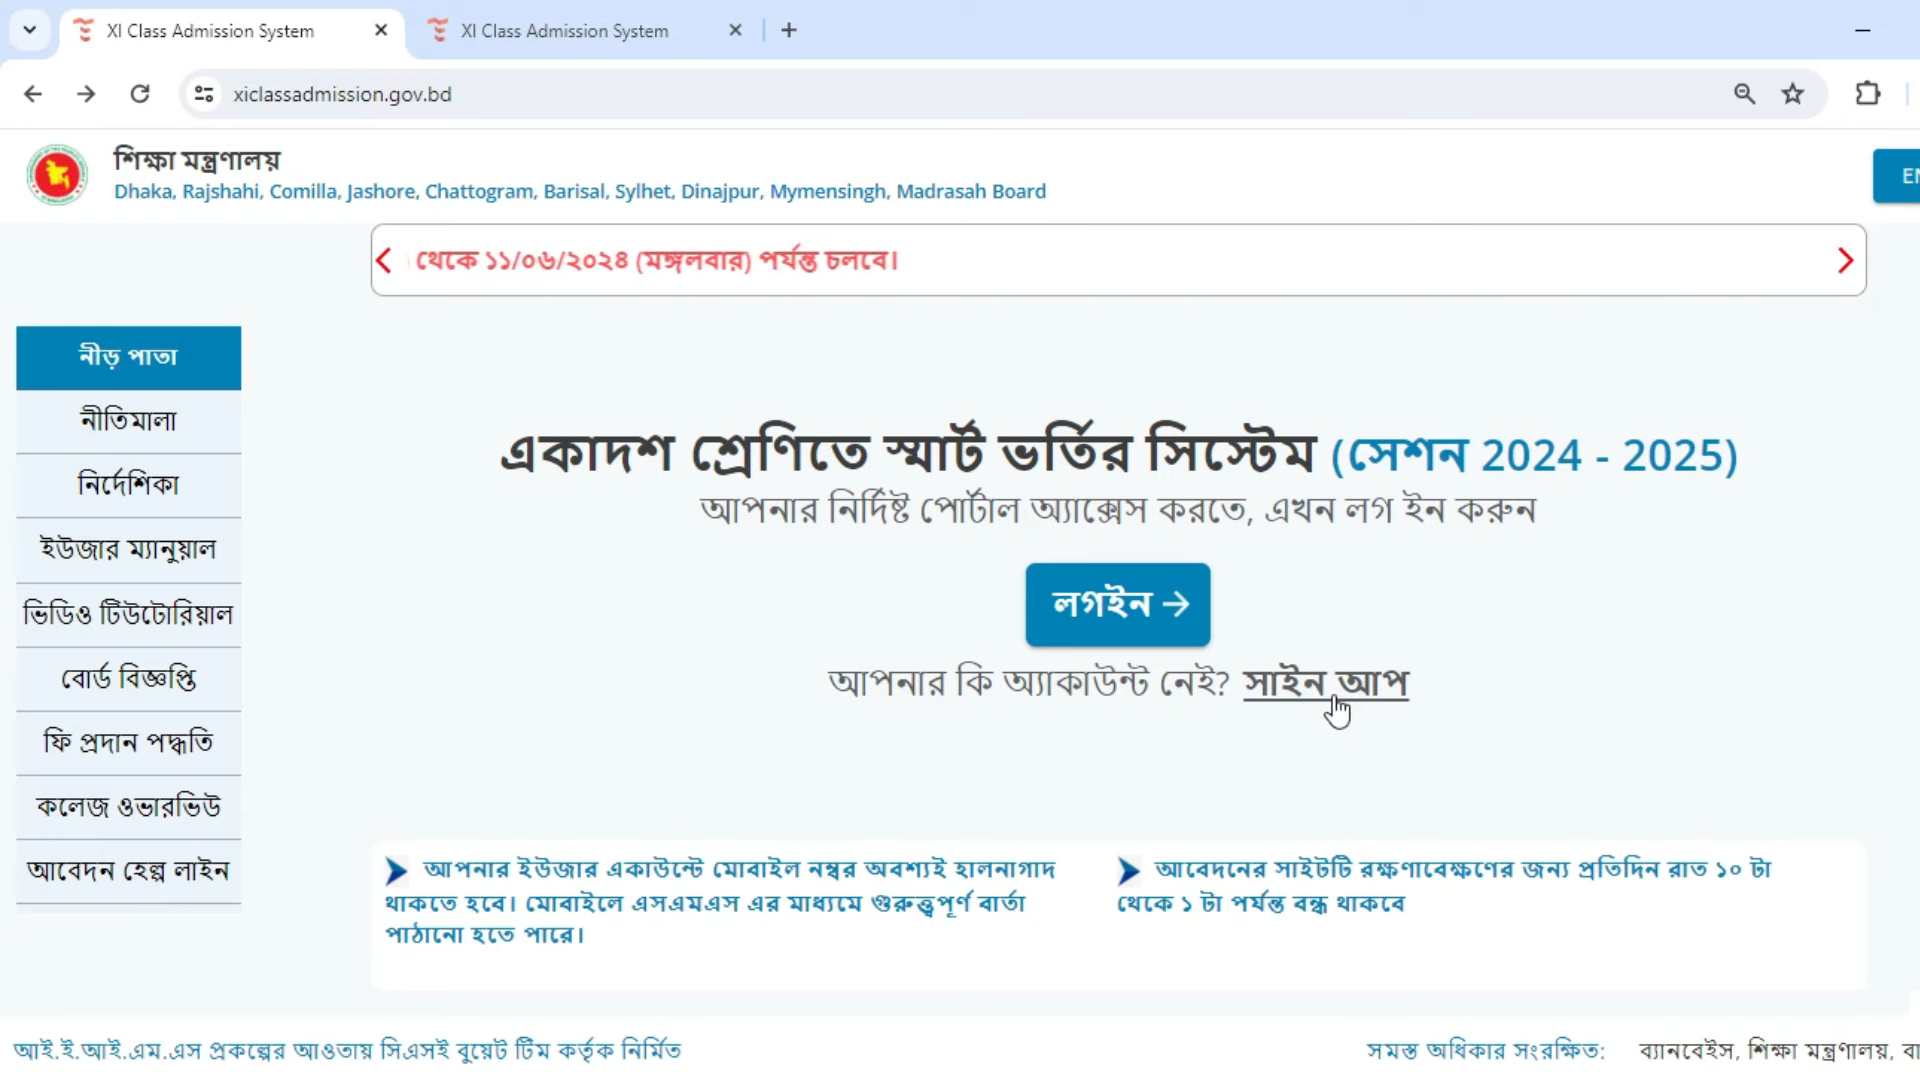 XI Class Admission System
XI Class Admission System
xiclassadmission.gov.bd
শিক্ষা মন্ত্রণালয়
Dhaka, Rajshahi, Comilla, Jashore, Chattogram, Barisal, Sylhet, Dinajpur, Mymensingh, Madrasah Board
EN
থেকে ১১/০৬/২০২৪ (মঙ্গলবার) পর্যন্ত চলবে।
নীড় পাতা
নীতিমালা
নির্দেশিকা
ইউজার ম্যানুয়াল
ভিডিও টিউটোরিয়াল
বোর্ড বিজ্ঞপ্তি
ফি প্রদান পদ্ধতি
কলেজ ওভারভিউ
আবেদন হেল্প লাইন
একাদশ শ্রেণিতে স্মার্ট ভর্তির সিস্টেম (সেশন 2024 - 2025)
আপনার নির্দিষ্ট পোর্টাল অ্যাক্সেস করতে, এখন লগ ইন করুন
লগইন →
আপনার কি অ্যাকাউন্ট নেই? সাইন আপ
আপনার ইউজার একাউন্টে মোবাইল নম্বর অবশ্যই হালনাগাদ
থাকতে হবে। মোবাইলে এসএমএস এর মাধ্যমে গুরুত্ত্বপূর্ণ বার্তা
পাঠানো হতে পারে।
আবেদনের সাইটটি রক্ষণাবেক্ষণের জন্য প্রতিদিন রাত ১০ টা
থেকে ১ টা পর্যন্ত বন্ধ থাকবে
আই.ই.আই.এম.এস প্রকল্পের আওতায় সিএসই বুয়েট টিম কর্তৃক নির্মিত
সমস্ত অধিকার সংরক্ষিত: ব্যানবেইস, শিক্ষা মন্ত্রণালয়, বা